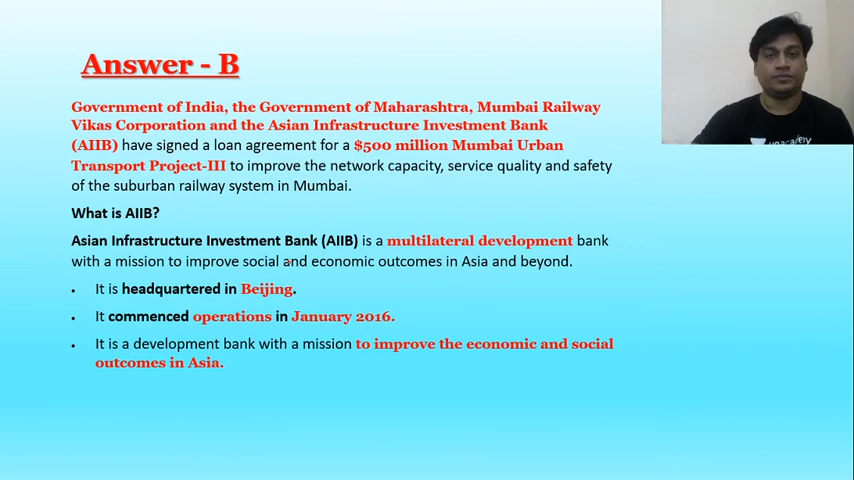 Answer - B
Government of India, the Government of Maharashtra, Mumbai Railway
Vikas Corporation and the Asian Infrastructure Investment Bank
(AIIB) have signed a loan agreement for a $500 million Mumbai Urban
Transport Project-III to improve the network capacity, service quality and safety
of the suburban railway system in Mumbai.
What is AIIB?
Asian Infrastructure Investment Bank (AIIB) is a multilateral development bank
with a mission to improve social and economic outcomes in Asia and beyond.
• It is headquartered in Beijing.
• It commenced operations in January 2016.
• It is a development bank with a mission to improve the economic and social
outcomes in Asia.